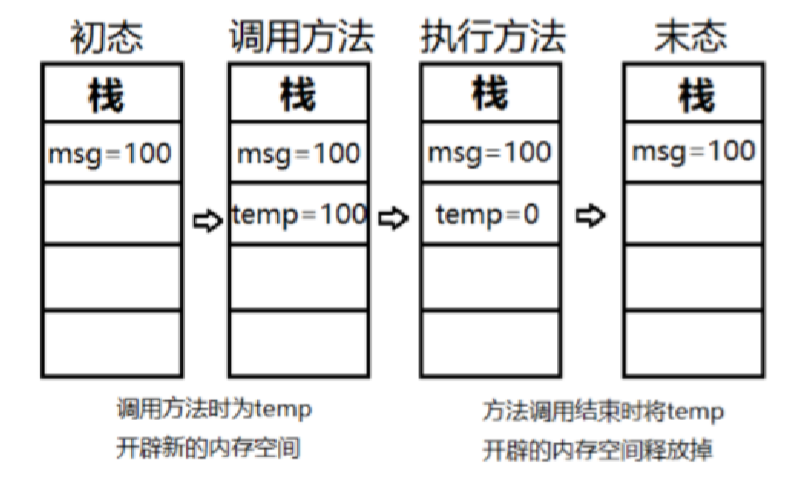 初态 调用方法 执行方法 末态
栈 栈 栈 栈
msg=100 msg=100 msg=100 msg=100
temp=100 temp=0
调用方法时为temp 方法调用结束时将temp
开辟新的内存空间 开辟的内存空间释放掉